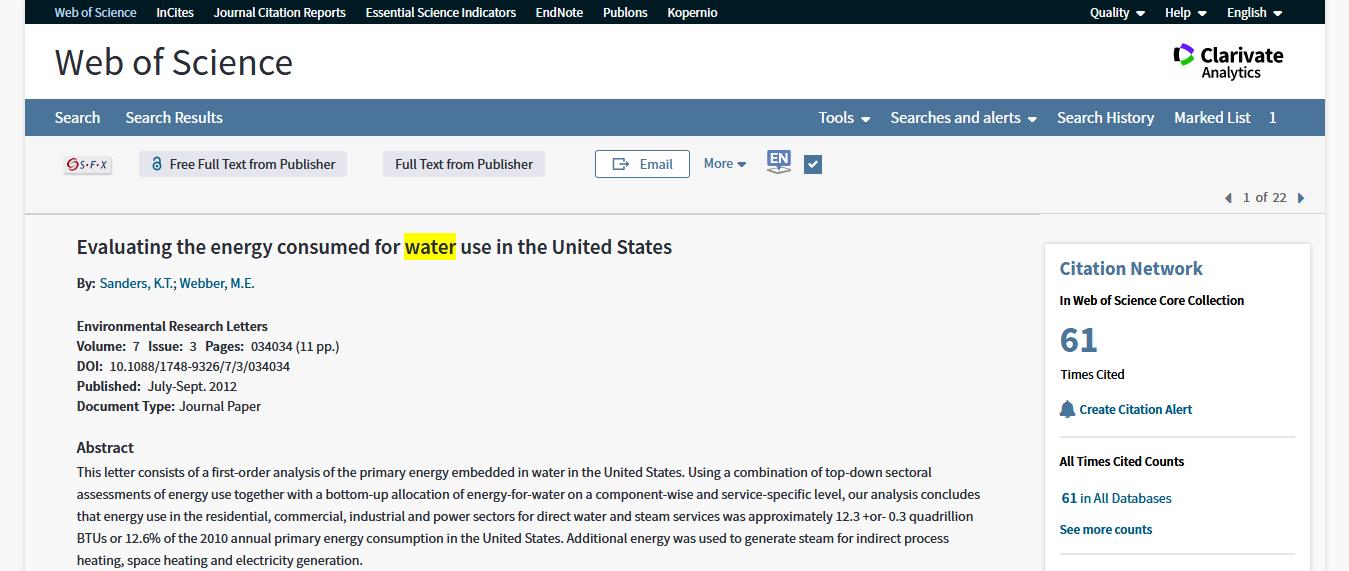 Web of Science InCites Journal Citation Reports Essential Science Indicators EndNote Publons Kopernio Quality Help English
Web of Science
Clarivate
Analytics
Search Search Results Tools Searches and alerts Search History Marked List 1
S·F·X Free Full Text from Publisher Full Text from Publisher Email More EN
1 of 22
Evaluating the energy consumed for water use in the United States
By: Sanders, K.T.; Webber, M.E.
Environmental Research Letters
Volume: 7 Issue: 3 Pages: 034034 (11 pp.)
DOI: 10.1088/1748-9326/7/3/034034
Published: July-Sept. 2012
Document Type: Journal Paper
Abstract
This letter consists of a first-order analysis of the primary energy embedded in water in the United States. Using a combination of top-down sectoral
assessments of energy use together with a bottom-up allocation of energy-for-water on a component-wise and service-specific level, our analysis concludes
that energy use in the residential, commercial, industrial and power sectors for direct water and steam services was approximately 12.3 +or- 0.3 quadrillion
BTUs or 12.6% of the 2010 annual primary energy consumption in the United States. Additional energy was used to generate steam for indirect process
heating, space heating and electricity generation.
Citation Network
In Web of Science Core Collection
61
Times Cited
Create Citation Alert
All Times Cited Counts
61 in All Databases
See more counts